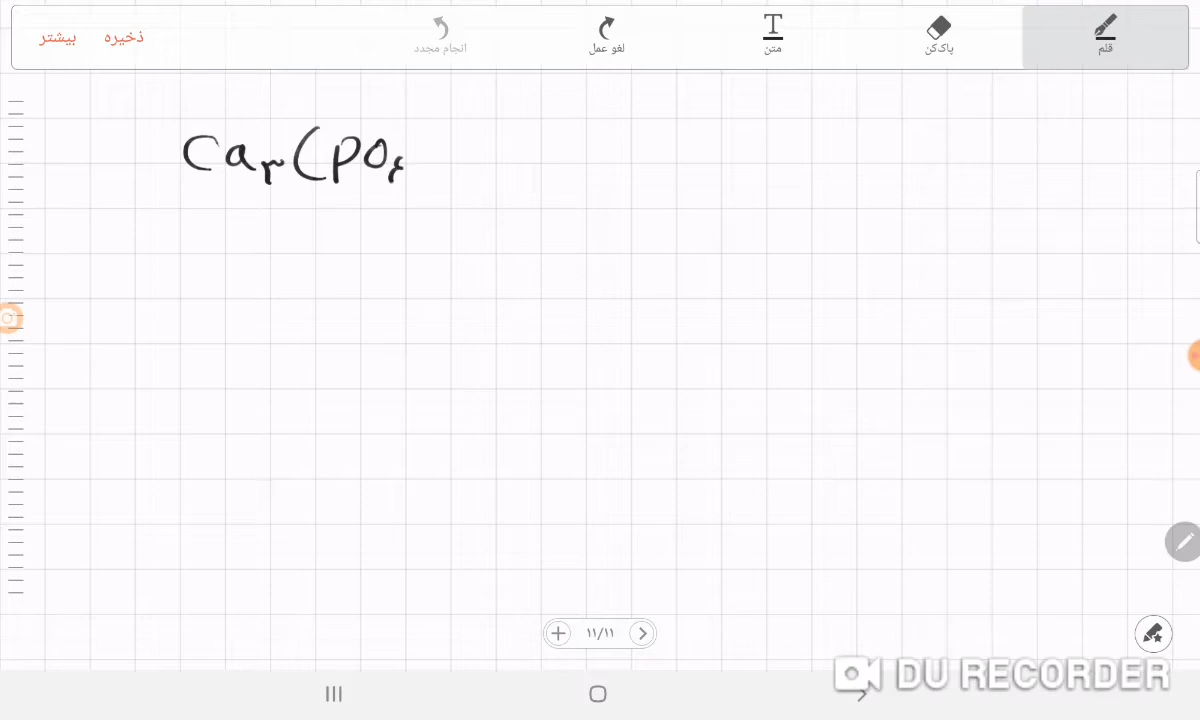 قلم
پاک‌کن
متن
لغو عمل
انجام مجدد
ذخیره
بیشتر
Ca۳(PO۴
۱۱/۱۱
DU RECORDER